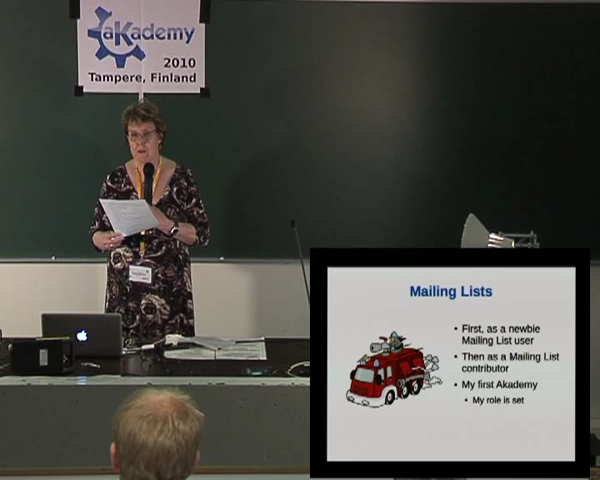 aKademy
2010
Tampere, Finland
Mailing Lists
• First, as a newbie
Mailing List user
• Then as a Mailing List
contributor
• My first Akademy
• My role is set